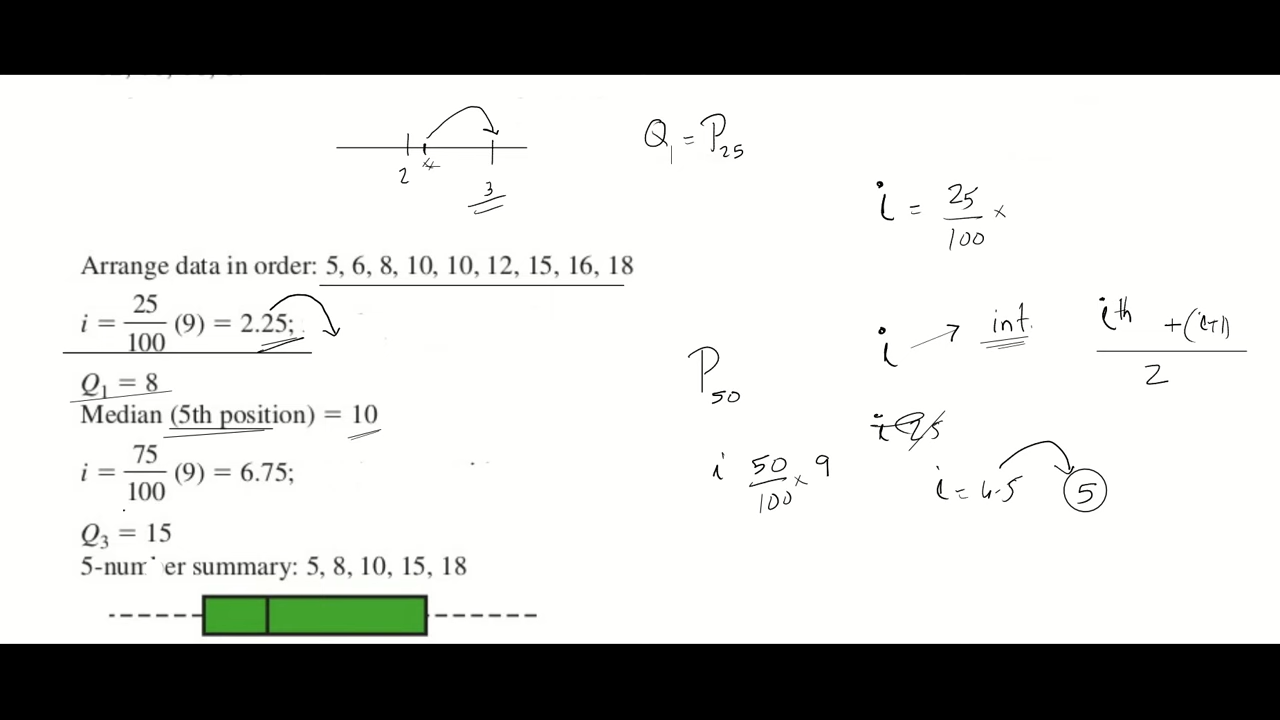 2 3
Q₁ = P₂₅
i = 25/100 ×
Arrange data in order: 5, 6, 8, 10, 10, 12, 15, 16, 18
i = 25/100 (9) = 2.25;
i → int. iᵗʰ + (i+1) / 2
Q₁ = 8
P₅₀
Median (5th position) = 10
i = 75/100 (9) = 6.75;
i 50/100 × 9
i = 4.5 5
Q₃ = 15
5-num er summary: 5, 8, 10, 15, 18